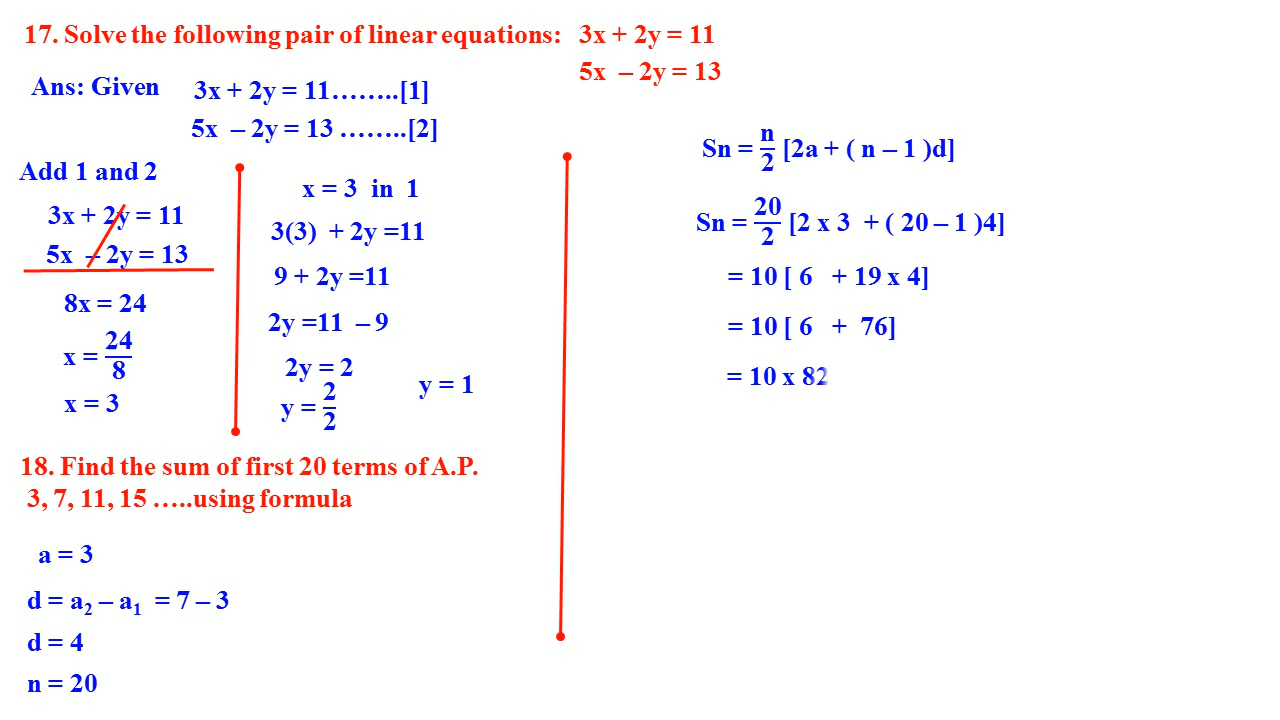 17. Solve the following pair of linear equations: 3x + 2y = 11
5x – 2y = 13
Ans: Given 3x + 2y = 11……..[1]
5x – 2y = 13 ……..[2]
Add 1 and 2
3x + 2y = 11
5x – 2y = 13
8x = 24
x = 24/8
x = 3
x = 3 in 1
3(3) + 2y =11
9 + 2y =11
2y =11 – 9
2y = 2
y = 2/2
y = 1
18. Find the sum of first 20 terms of A.P.
3, 7, 11, 15 …..using formula
a = 3
d = a₂ – a₁ = 7 – 3
d = 4
n = 20
Sn = n/2 [2a + ( n – 1 )d]
Sn = 20/2 [2 x 3 + ( 20 – 1 )4]
= 10 [ 6 + 19 x 4]
= 10 [ 6 + 76]
= 10 x 82